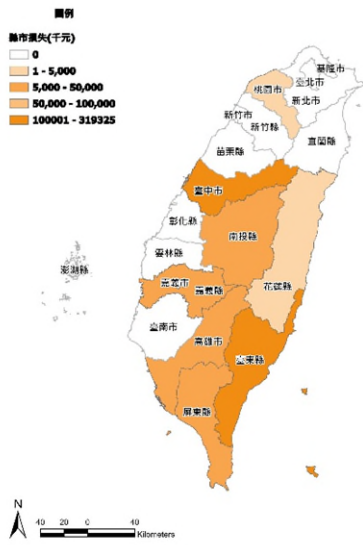 圖例
縣市損失(千元)
0
1 - 5,000
5,000 - 50,000
50,000 - 100,000
100001 - 319325
基隆市
臺北市
桃園市
新北市
新竹市
新竹縣
宜蘭縣
苗栗縣
臺中市
彰化縣
南投縣
雲林縣
花蓮縣
澎湖縣
嘉義市
嘉義縣
臺南市
高雄市
臺東縣
屏東縣
N
40 20 0 40
Kilometers